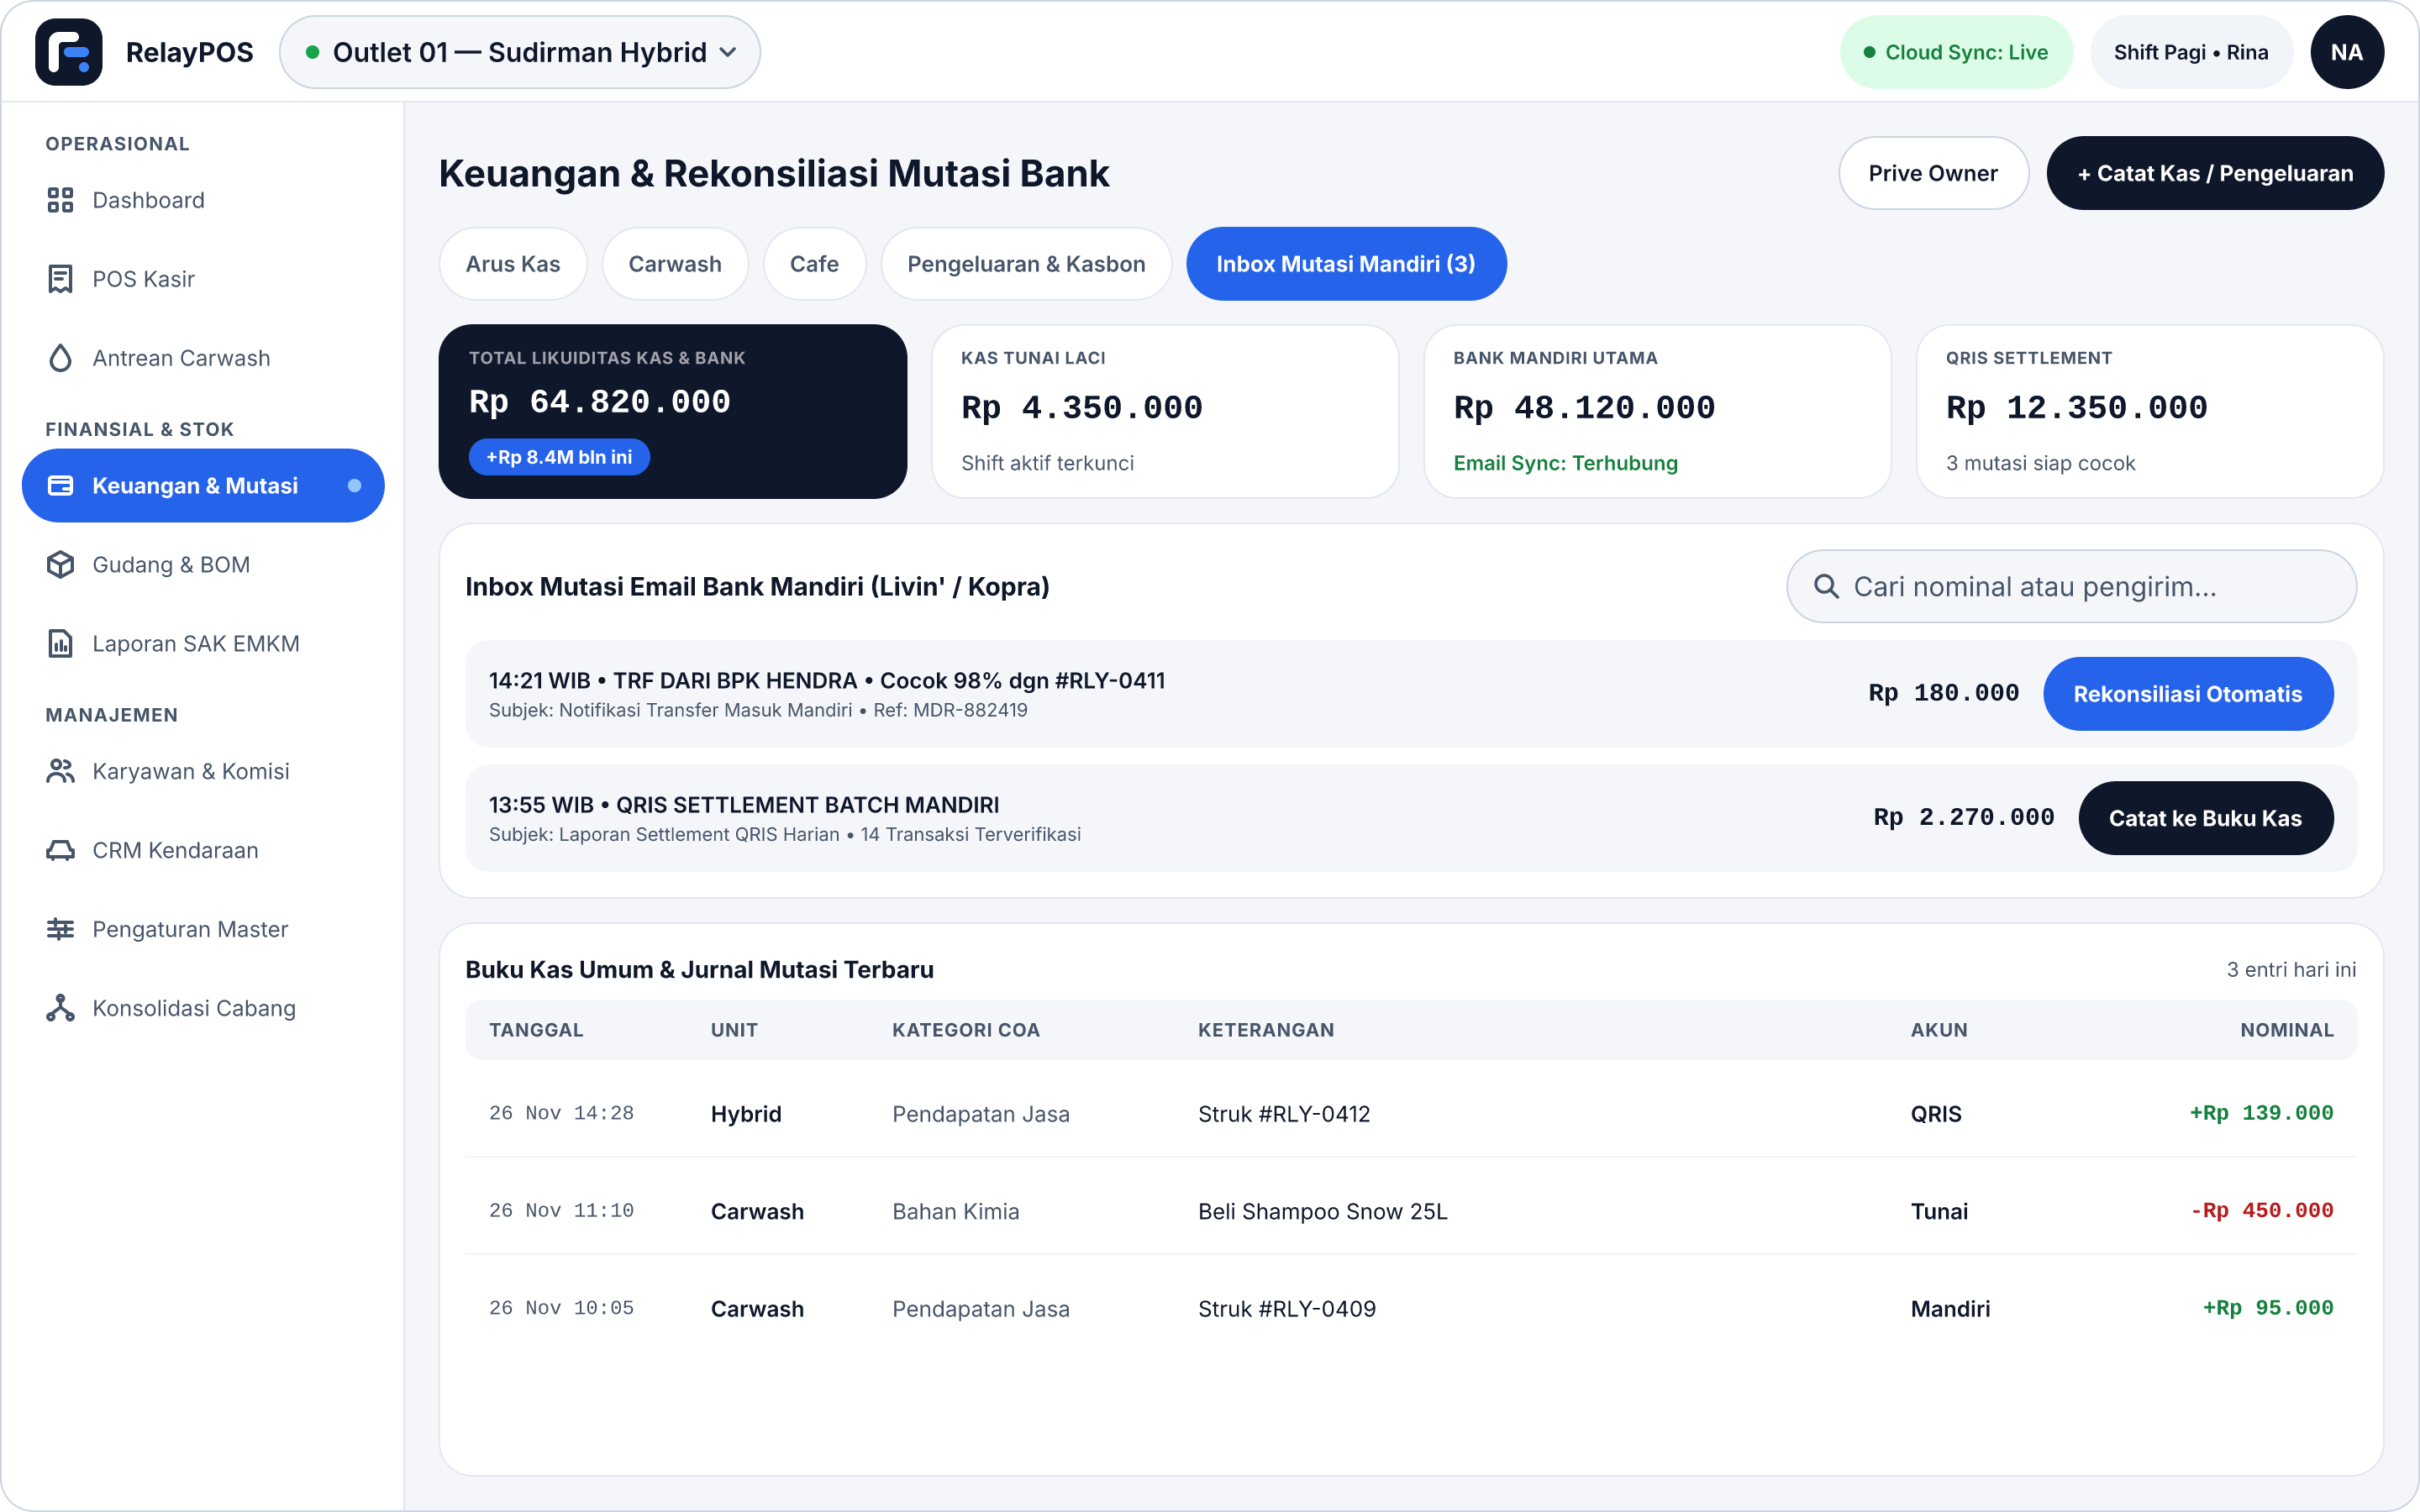 RelayPOS
Outlet 01 — Sudirman Hybrid
Cloud Sync: Live
Shift Pagi • Rina
NA
OPERASIONAL
Dashboard
POS Kasir
Antrean Carwash
FINANSIAL & STOK
Keuangan & Mutasi
Gudang & BOM
Laporan SAK EMKM
MANAJEMEN
Karyawan & Komisi
CRM Kendaraan
Pengaturan Master
Konsolidasi Cabang
Keuangan & Rekonsiliasi Mutasi Bank
Prive Owner
+ Catat Kas / Pengeluaran
Arus Kas
Carwash
Cafe
Pengeluaran & Kasbon
Inbox Mutasi Mandiri (3)
TOTAL LIKUIDITAS KAS & BANK
Rp 64.820.000
+Rp 8.4M bln ini
KAS TUNAI LACI
Rp 4.350.000
Shift aktif terkunci
BANK MANDIRI UTAMA
Rp 48.120.000
Email Sync: Terhubung
QRIS SETTLEMENT
Rp 12.350.000
3 mutasi siap cocok
Inbox Mutasi Email Bank Mandiri (Livin' / Kopra)
Cari nominal atau pengirim...
14:21 WIB • TRF DARI BPK HENDRA • Cocok 98% dgn #RLY-0411
Subjek: Notifikasi Transfer Masuk Mandiri • Ref: MDR-882419
Rp 180.000
Rekonsiliasi Otomatis
13:55 WIB • QRIS SETTLEMENT BATCH MANDIRI
Subjek: Laporan Settlement QRIS Harian • 14 Transaksi Terverifikasi
Rp 2.270.000
Catat ke Buku Kas
Buku Kas Umum & Jurnal Mutasi Terbaru
3 entri hari ini
TANGGAL UNIT KATEGORI COA KETERANGAN AKUN NOMINAL
26 Nov 14:28 Hybrid Pendapatan Jasa Struk #RLY-0412 QRIS +Rp 139.000
26 Nov 11:10 Carwash Bahan Kimia Beli Shampoo Snow 25L Tunai -Rp 450.000
26 Nov 10:05 Carwash Pendapatan Jasa Struk #RLY-0409 Mandiri +Rp 95.000